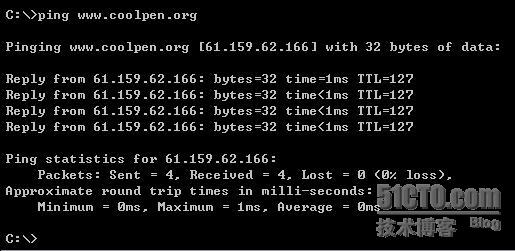 C:\>ping www.coolpen.org
Pinging www.coolpen.org [61.159.62.166] with 32 bytes of data:
Reply from 61.159.62.166: bytes=32 time=1ms TTL=127
Reply from 61.159.62.166: bytes=32 time<1ms TTL=127
Reply from 61.159.62.166: bytes=32 time<1ms TTL=127
Reply from 61.159.62.166: bytes=32 time<1ms TTL=127
Ping statistics for 61.159.62.166:
Packets: Sent = 4, Received = 4, Lost = 0 (0% loss),
Approximate round trip times in milli-seconds:
Minimum = 0ms, Maximum = 1ms, Average = 0ms
51CTO.com
技术博客 Blog
C:\>